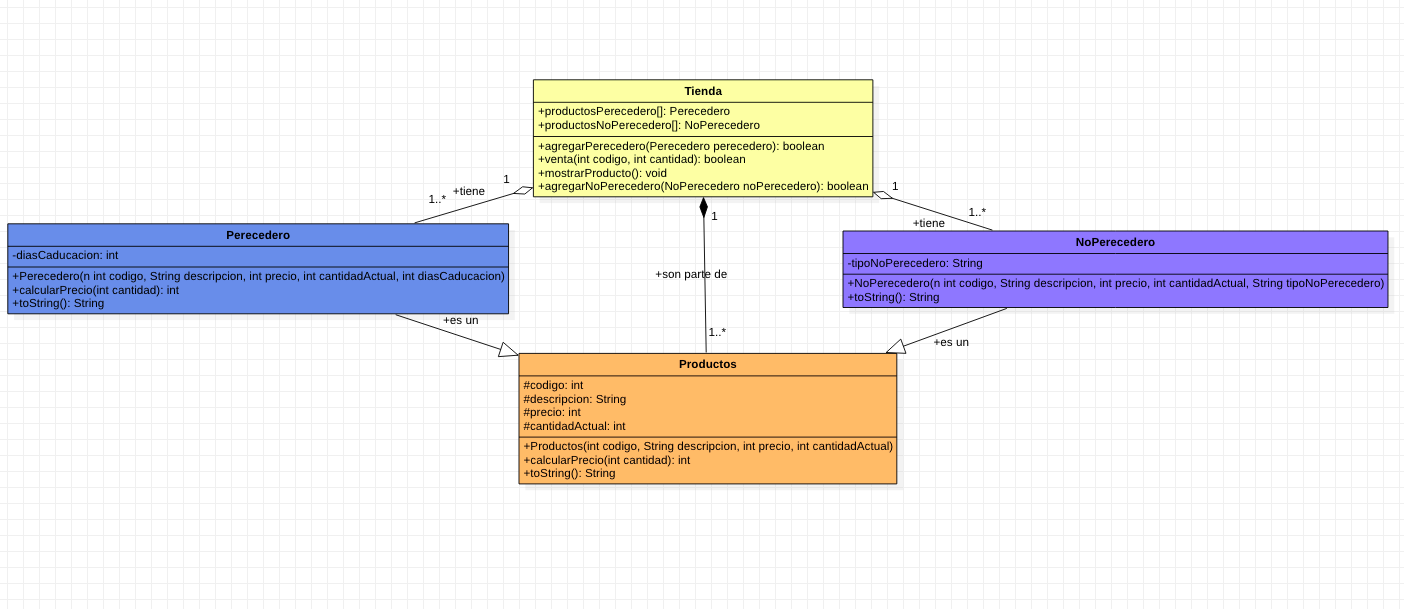 Tienda
+productosPerecedero[]: Perecedero
+productosNoPerecedero[]: NoPerecedero
+agregarPerecedero(Perecedero perecedero): boolean
+venta(int codigo, int cantidad): boolean
+mostrarProducto(): void
+agregarNoPerecedero(NoPerecedero noPerecedero): boolean
1
+tiene
1..*
1
1..*
+tiene
1
+son parte de
1..*
Perecedero
-diasCaducacion: int
+Perecedero(n int codigo, String descripcion, int precio, int cantidadActual, int diasCaducacion)
+calcularPrecio(int cantidad): int
+toString(): String
NoPerecedero
-tipoNoPerecedero: String
+NoPerecedero(n int codigo, String descripcion, int precio, int cantidadActual, String tipoNoPerecedero)
+toString(): String
+es un
+es un
Productos
#codigo: int
#descripcion: String
#precio: int
#cantidadActual: int
+Productos(int codigo, String descripcion, int precio, int cantidadActual)
+calcularPrecio(int cantidad): int
+toString(): String